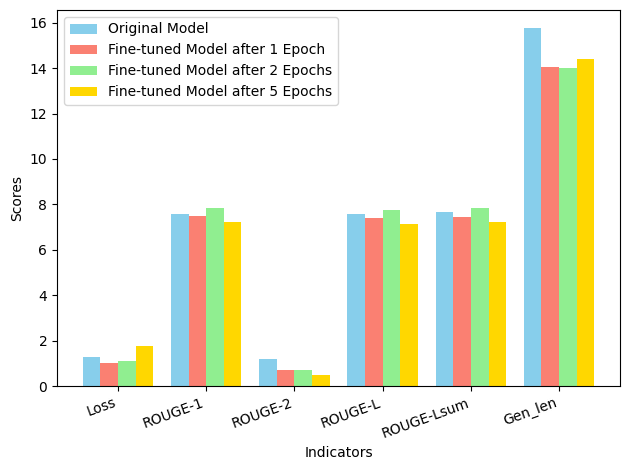 Original Model
Fine-tuned Model after 1 Epoch
Fine-tuned Model after 2 Epochs
Fine-tuned Model after 5 Epochs
Scores
16
14
12
10
8
6
4
2
0
Loss
ROUGE-1
ROUGE-2
ROUGE-L
ROUGE-Lsum
Gen_len
Indicators